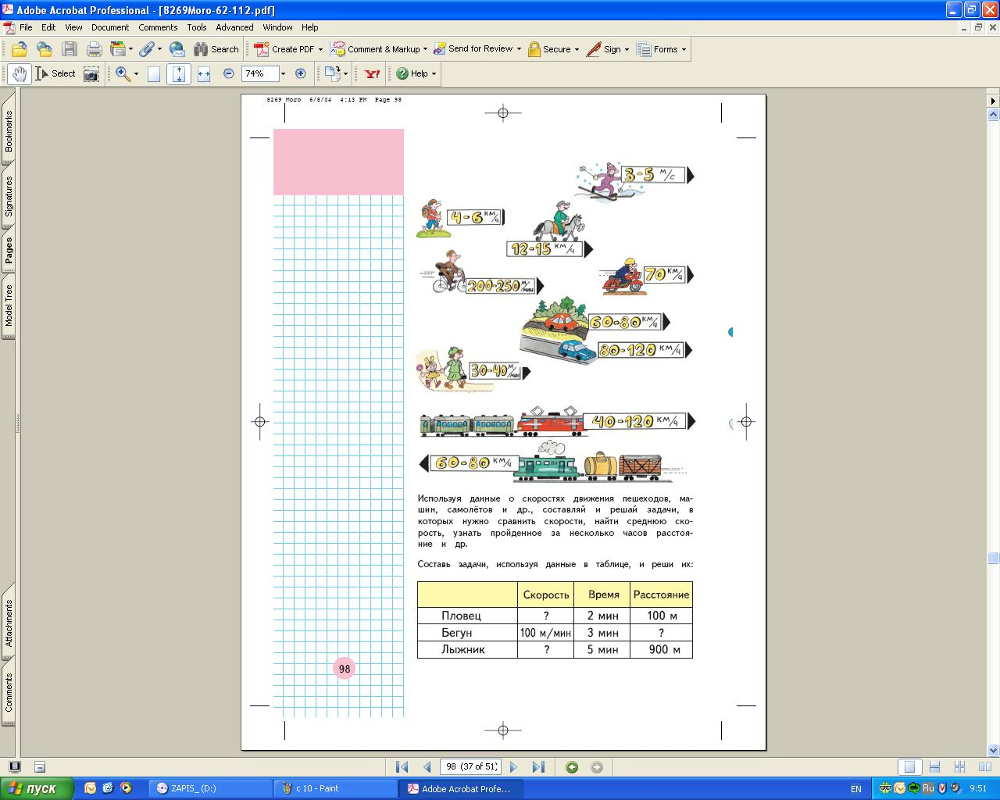 Adobe Acrobat Professional - [8269Moro-62-112.pdf]
File Edit View Document Comments Tools Advanced Window Help
Search Create PDF Comment & Markup Send for Review Secure Sign Forms
Select 74% Y! Help
Bookmarks
Signatures
Pages
Model Tree
Attachments
Comments
8269 Moro 6/8/04 4:13 PM Page 98
3-5 м/с
4-6 км/ч
12-15 км/ч
200-250 м/мин
70 км/ч
60-80 км/ч
80-120 км/ч
30-40 м/мин
40-120 км/ч
60-80 км/ч
Используя данные о скоростях движения пешеходов, ма-
шин, самолётов и др., составляй и решай задачи, в
которых нужно сравнить скорости, найти среднюю ско-
рость, узнать пройденное за несколько часов расстоя-
ние и др.
Составь задачи, используя данные в таблице, и реши их:
Скорость Время Расстояние
Пловец ? 2 мин 100 м
Бегун 100 м/мин 3 мин ?
Лыжник ? 5 мин 900 м
98
98 (37 of 51)
пуск ZAPIS_ (D:) с 10 - Paint Adobe Acrobat Profe... EN Ru 9:51